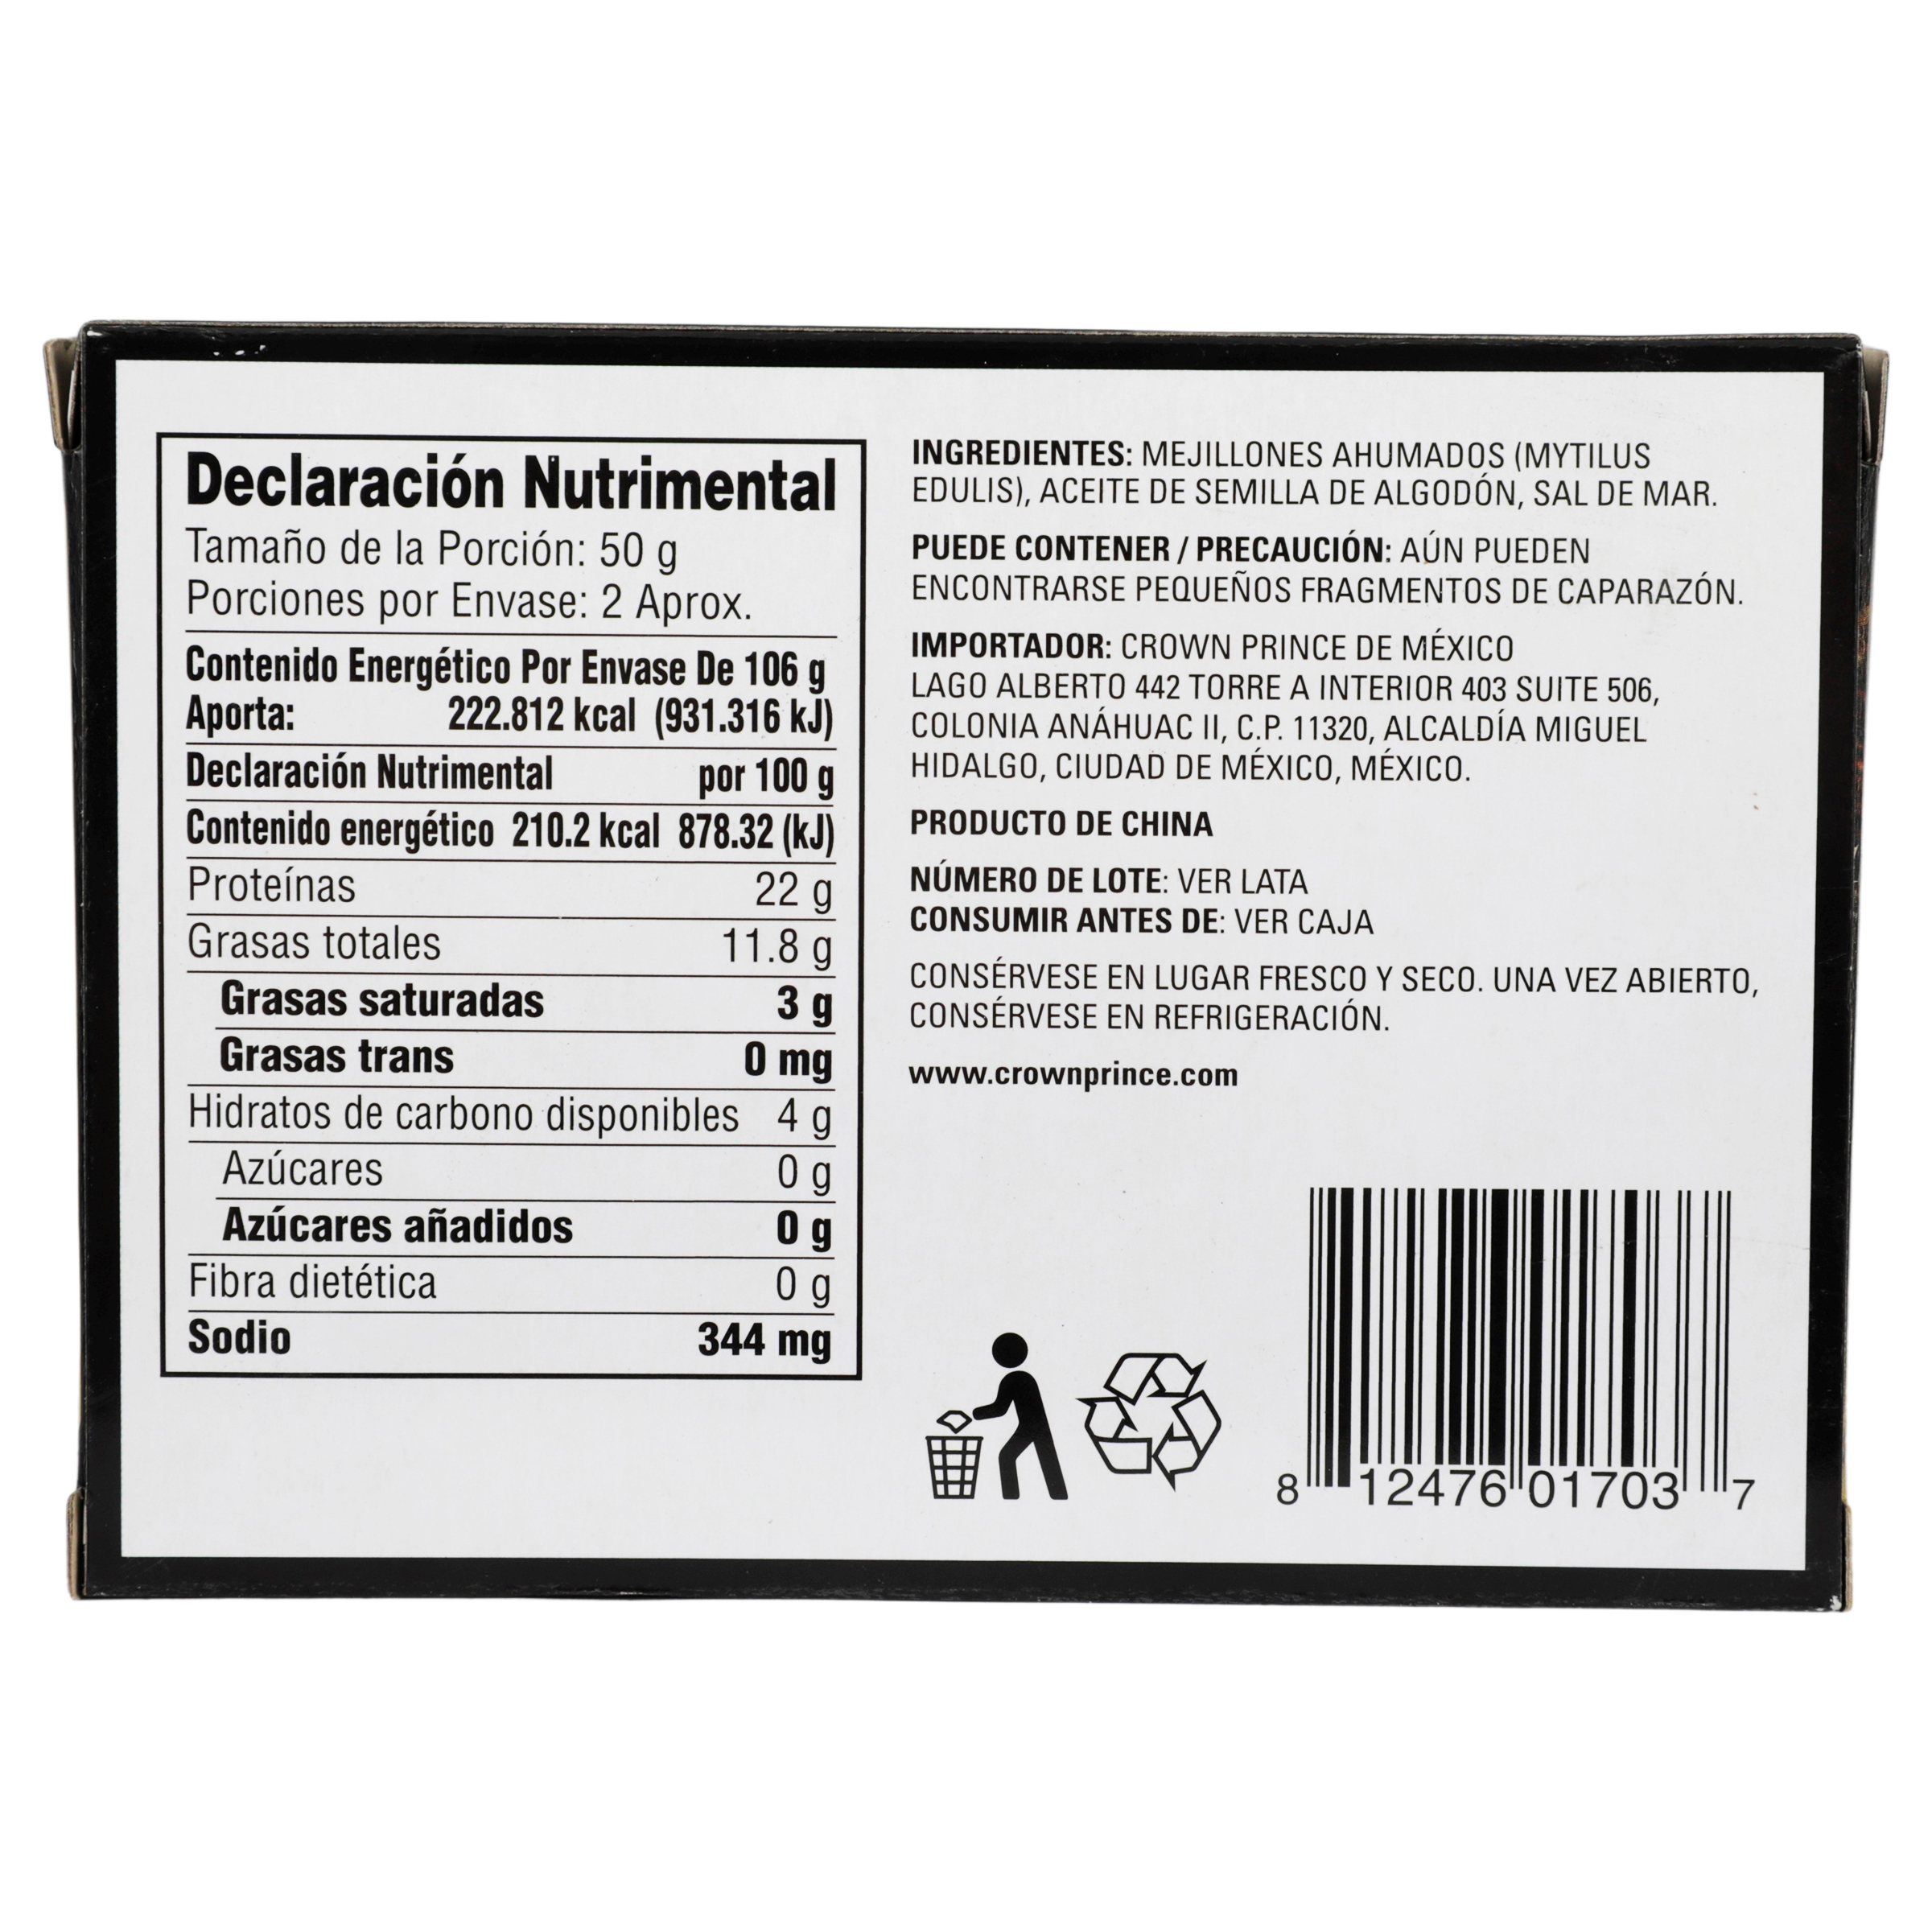 Declaración Nutrimental
Tamaño de la Porción: 50 g
Porciones por Envase: 2 Aprox.
Contenido Energético Por Envase De 106 g
Aporta: 222.812 kcal (931.316 kJ)
Declaración Nutrimental por 100 g
Contenido energético 210.2 kcal 878.32 (kJ)
Proteínas 22 g
Grasas totales 11.8 g
Grasas saturadas 3 g
Grasas trans 0 mg
Hidratos de carbono disponibles 4 g
Azúcares 0 g
Azúcares añadidos 0 g
Fibra dietética 0 g
Sodio 344 mg
INGREDIENTES: MEJILLONES AHUMADOS (MYTILUS
EDULIS), ACEITE DE SEMILLA DE ALGODÓN, SAL DE MAR.
PUEDE CONTENER / PRECAUCIÓN: AÚN PUEDEN
ENCONTRARSE PEQUEÑOS FRAGMENTOS DE CAPARAZÓN.
IMPORTADOR: CROWN PRINCE DE MÉXICO
LAGO ALBERTO 442 TORRE A INTERIOR 403 SUITE 506,
COLONIA ANÁHUAC II, C.P. 11320, ALCALDÍA MIGUEL
HIDALGO, CIUDAD DE MÉXICO, MÉXICO.
PRODUCTO DE CHINA
NÚMERO DE LOTE: VER LATA
CONSUMIR ANTES DE: VER CAJA
CONSÉRVESE EN LUGAR FRESCO Y SECO. UNA VEZ ABIERTO,
CONSÉRVESE EN REFRIGERACIÓN.
www.crownprince.com
8 12476 01703 7